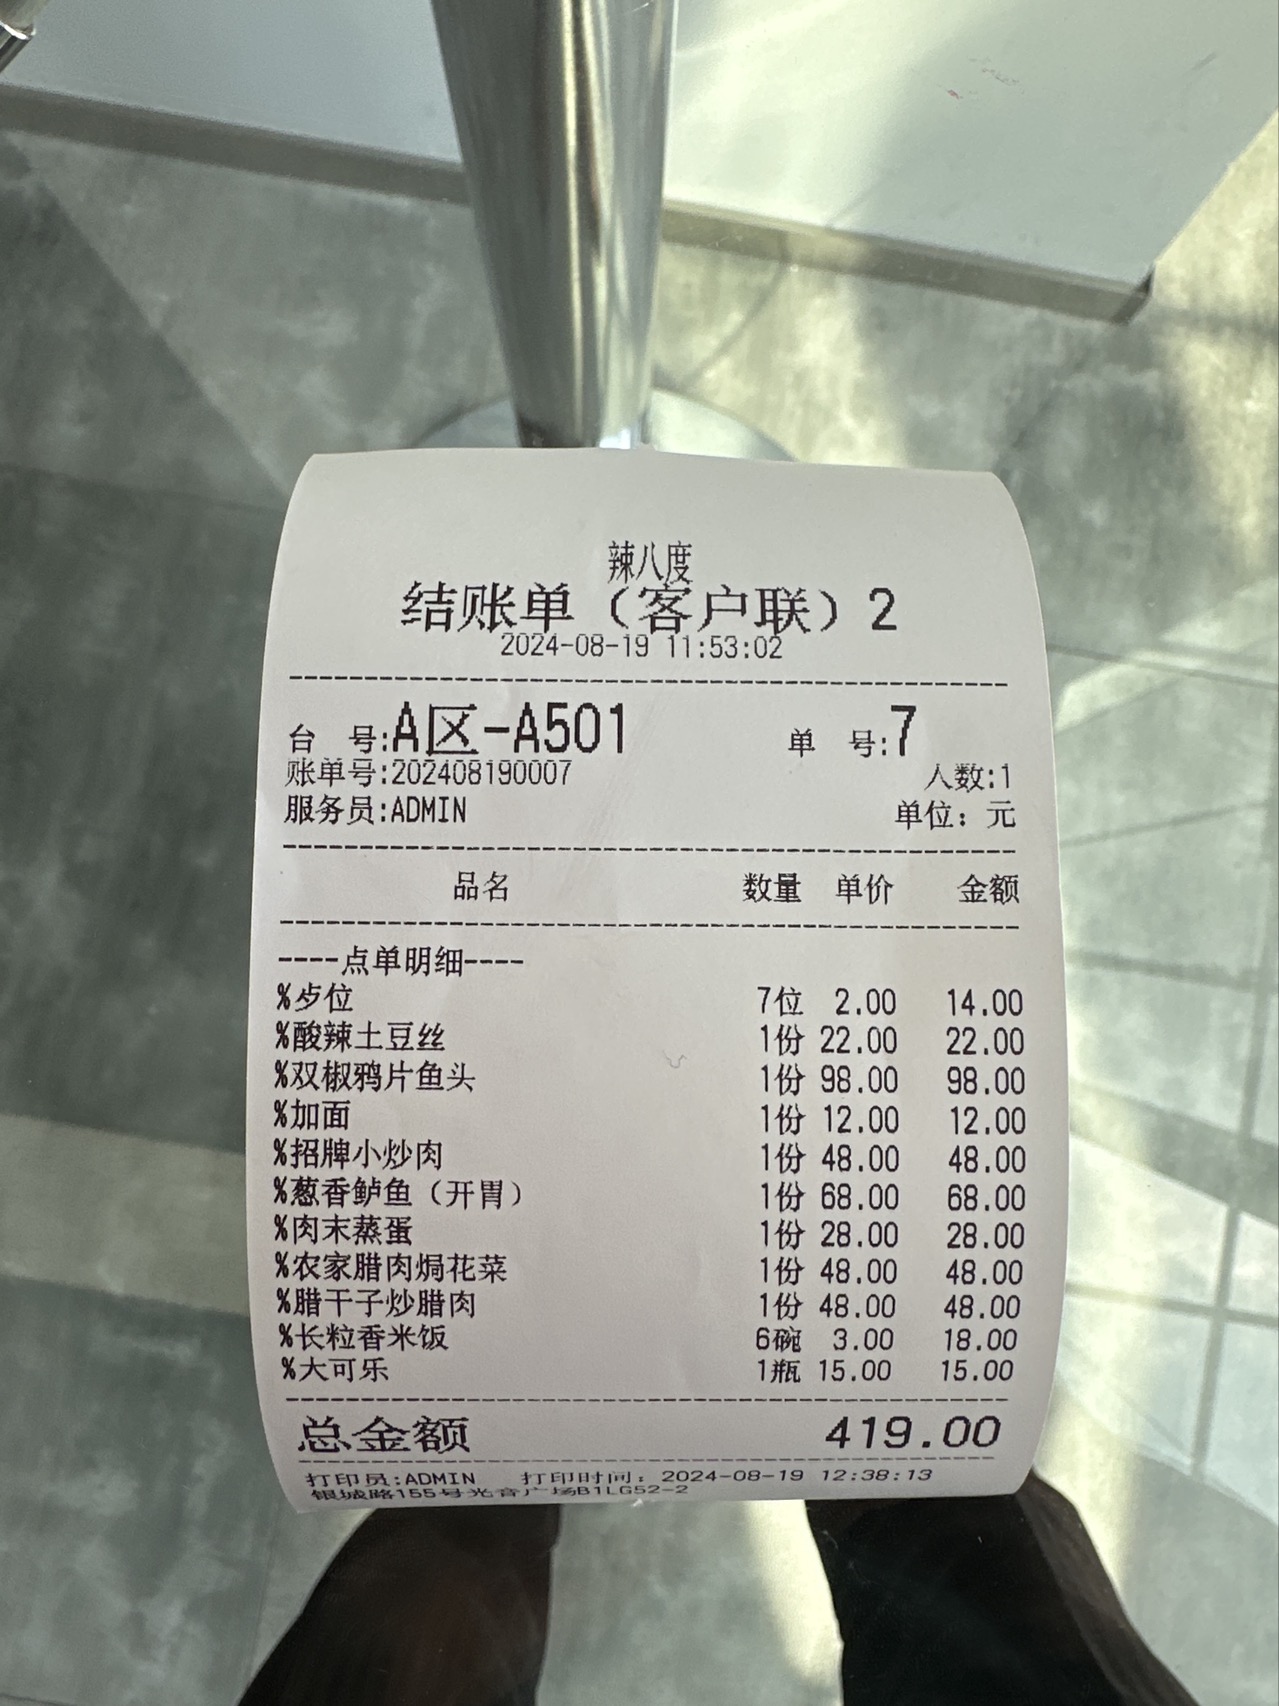 辣八度
结账单（客户联）2
2024-08-19 11:53:02
台 号:A区-A501 单 号:7
账单号:202408190007 人数:1
服务员:ADMIN 单位：元
品名 数量 单价 金额
----点单明细----
%歺位 7位 2.00 14.00
%酸辣土豆丝 1份 22.00 22.00
%双椒鸦片鱼头 1份 98.00 98.00
%加面 1份 12.00 12.00
%招牌小炒肉 1份 48.00 48.00
%葱香鲈鱼（开胃） 1份 68.00 68.00
%肉末蒸蛋 1份 28.00 28.00
%农家腊肉焗花菜 1份 48.00 48.00
%腊干子炒腊肉 1份 48.00 48.00
%长粒香米饭 6碗 3.00 18.00
%大可乐 1瓶 15.00 15.00
总金额 419.00
打印员:ADMIN 打印时间：2024-08-19 12:38:13
银城路155号光音广场B1LG52-2